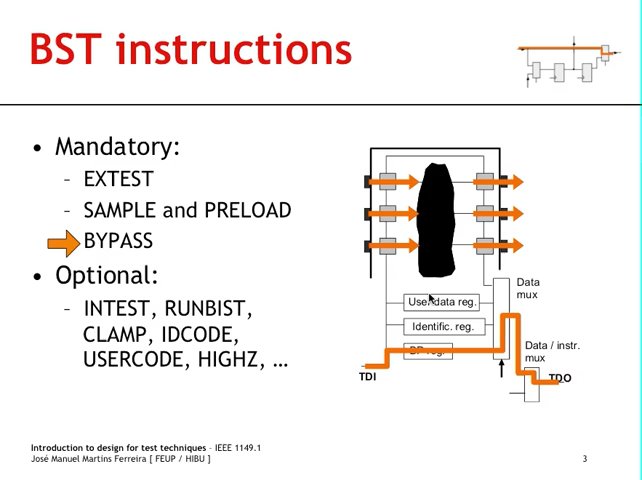 BST instructions
• Mandatory:
– EXTEST
– SAMPLE and PRELOAD
BYPASS
• Optional:
– INTEST, RUNBIST,
CLAMP, IDCODE,
USERCODE, HIGHZ, …
Data
mux
User data reg.
Identific. reg.
BP reg.
Data / instr.
mux
TDI
TDO
Introduction to design for test techniques – IEEE 1149.1
José Manuel Martins Ferreira [ FEUP / HIBU ]
3